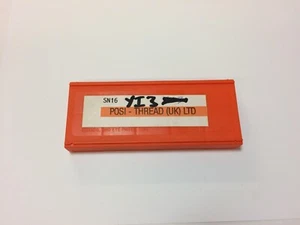 SN16 YI3
POSI - THREAD (UK) LTD